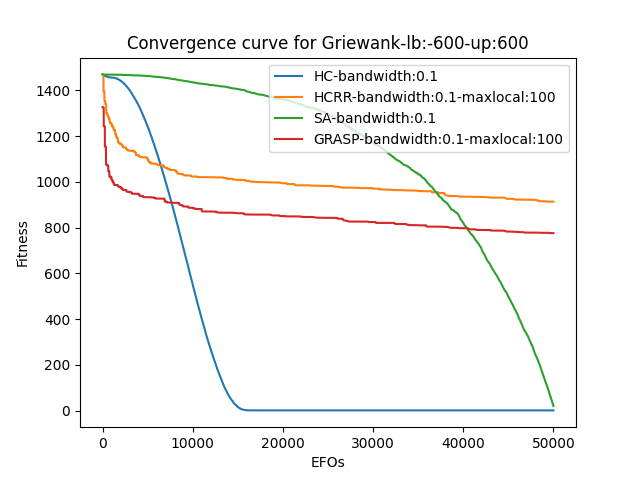 Convergence curve for Griewank-lb:-600-up:600
HC-bandwidth:0.1
HCRR-bandwidth:0.1-maxlocal:100
SA-bandwidth:0.1
GRASP-bandwidth:0.1-maxlocal:100
Fitness
1400
1200
1000
800
600
400
200
0
0 10000 20000 30000 40000 50000
EFOs